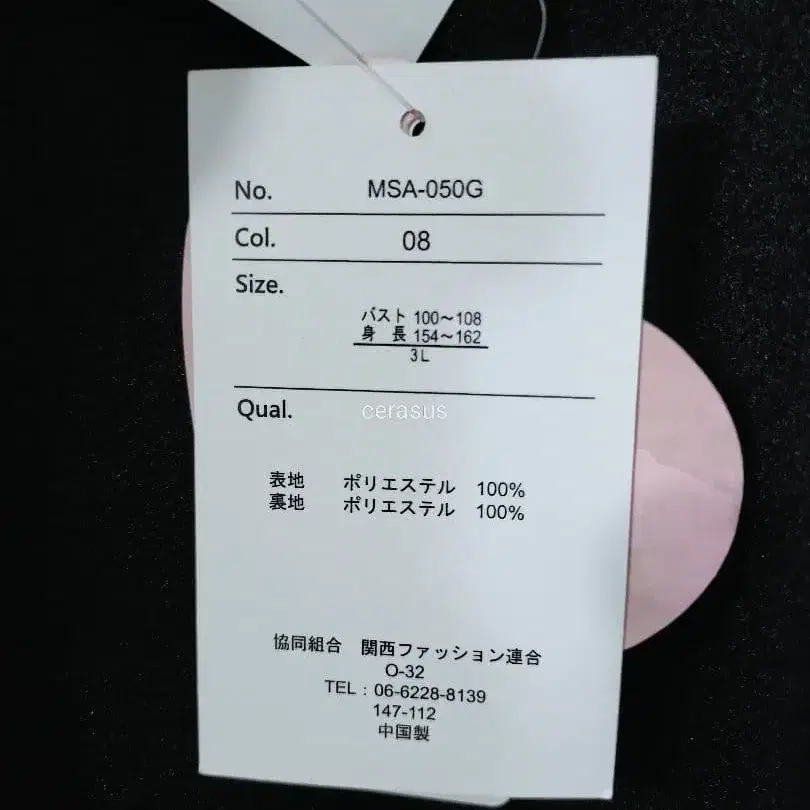 No. MSA-050G
Col. 08
Size.
バスト 100～108
身 長 154～162
3L
Qual.
cerasus
表地 ポリエステル 100%
裏地 ポリエステル 100%
協同組合 関西ファッション連合
O-32
TEL：06-6228-8139
147-112
中国製